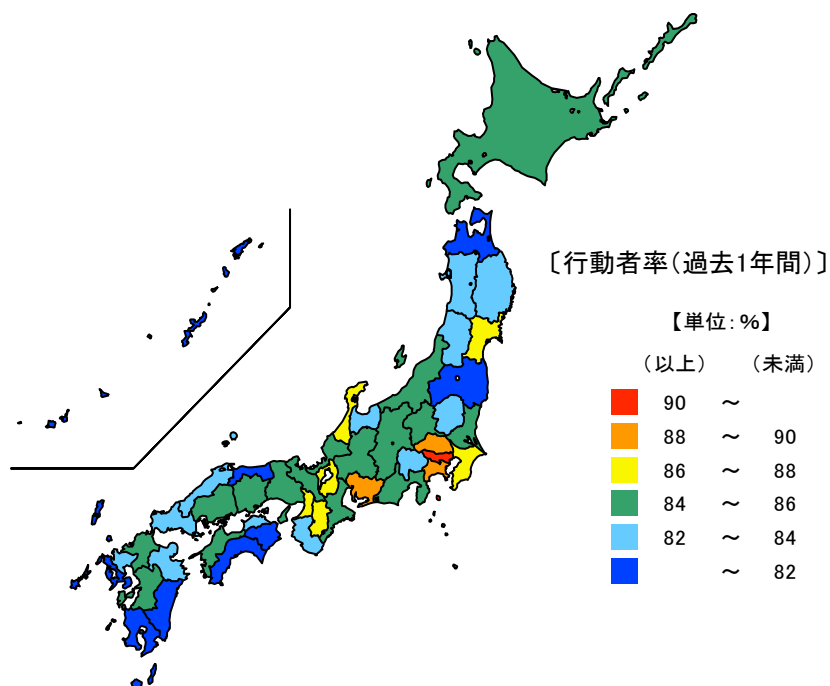 〔行動者率(過去1年間)〕
【単位:%】
(以上) (未満)
90 ～
88 ～ 90
86 ～ 88
84 ～ 86
82 ～ 84
～ 82